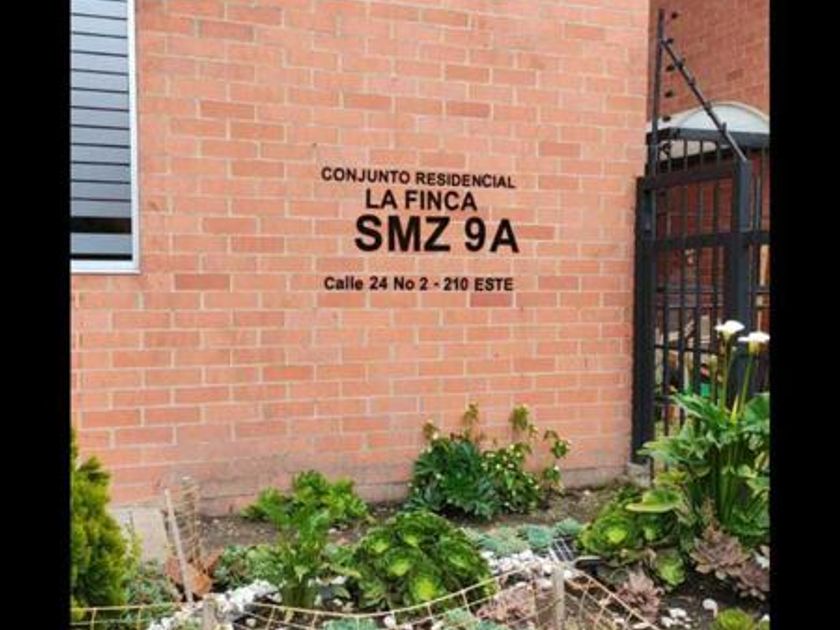 CONJUNTO RESIDENCIAL
LA FINCA
SMZ 9A
Calle 24 No 2 - 210 ESTE